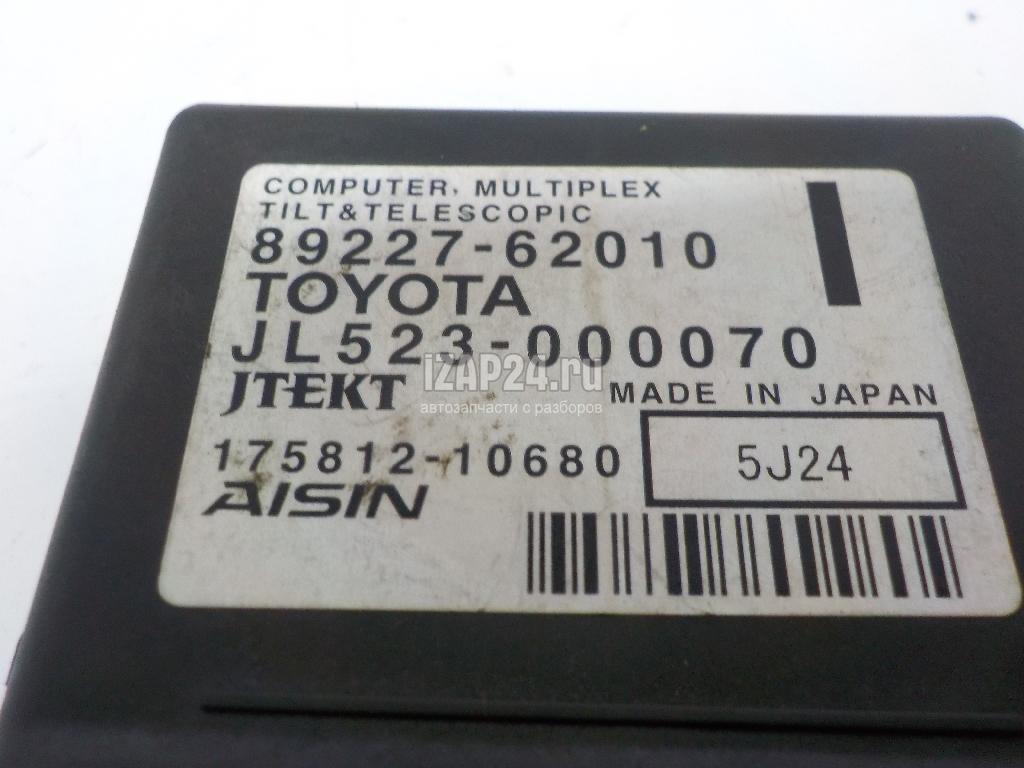 COMPUTER, MULTIPLEX
TILT&TELESCOPIC
89227-62010
TOYOTA
JL523-000070
iZAP24.ru
JTEKT
MADE IN JAPAN
автозапчасти с разборов
175812-10680
5J24
AISIN